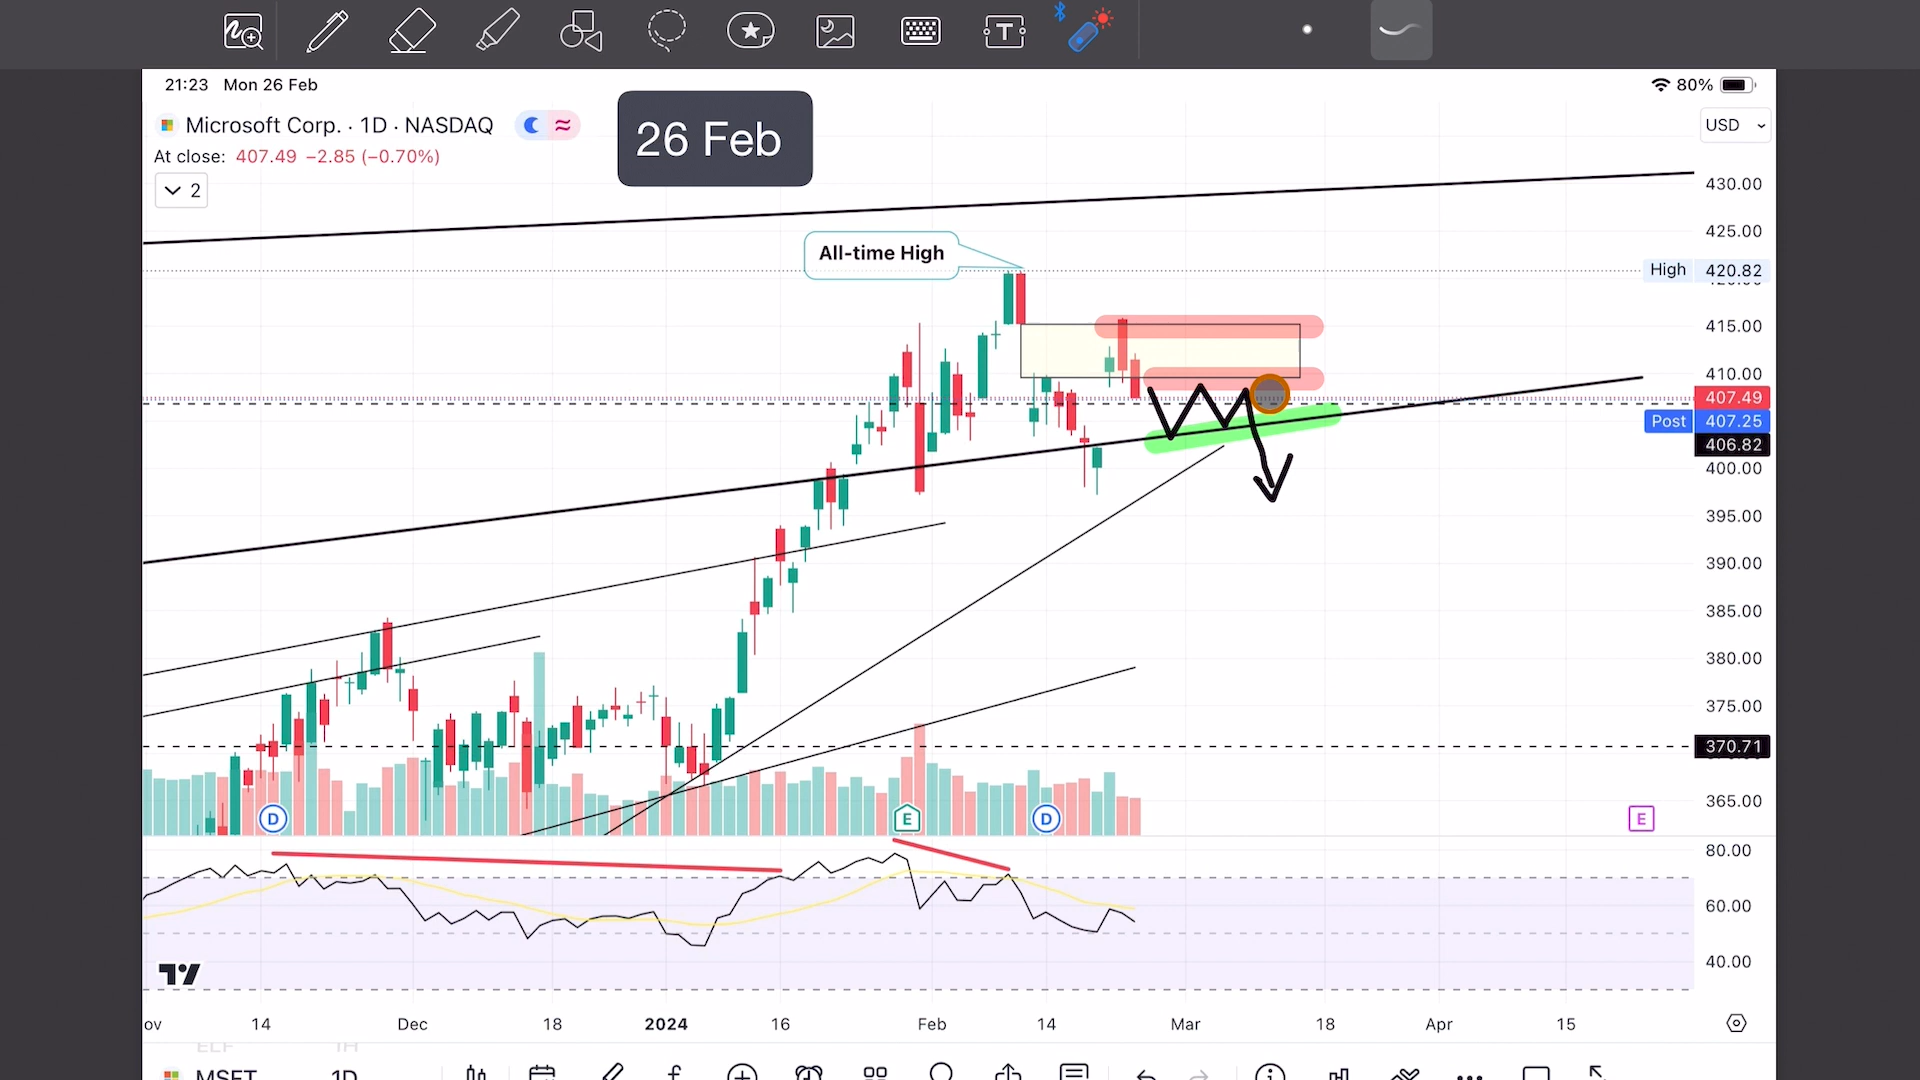 T
21:23 Mon 26 Feb
80%
Microsoft Corp. · 1D · NASDAQ
At close: 407.49 −2.85 (−0.70%)
2
26 Feb
USD
430.00
425.00
All-time High
High 420.82
415.00
410.00
407.49
Post 407.25
406.82
400.00
395.00
390.00
385.00
380.00
375.00
370.71
365.00
D
E
D
E
80.00
60.00
40.00
ov 14 Dec 18 2024 16 Feb 14 Mar 18 Apr 15
ELF 1H
MSFT 1D